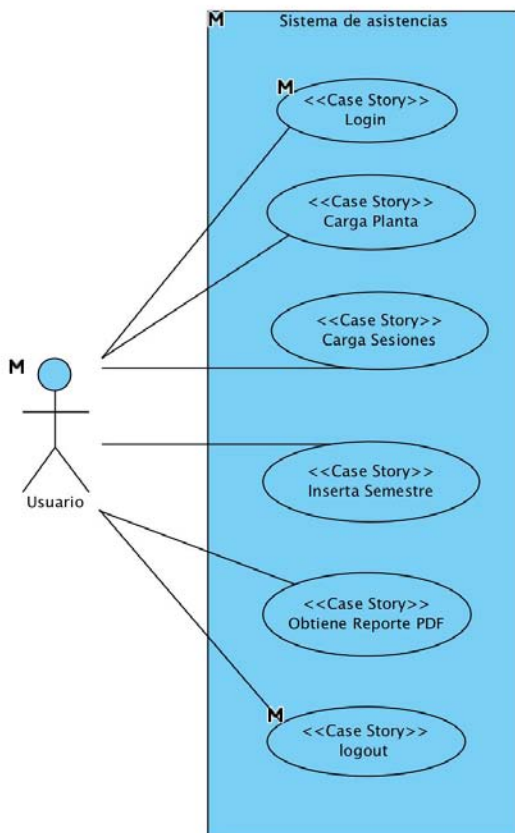 M Sistema de asistencias
M
<<Case Story>>
Login
<<Case Story>>
Carga Planta
<<Case Story>>
Carga Sesiones
M
Usuario
<<Case Story>>
Inserta Semestre
<<Case Story>>
Obtiene Reporte PDF
M
<<Case Story>>
logout